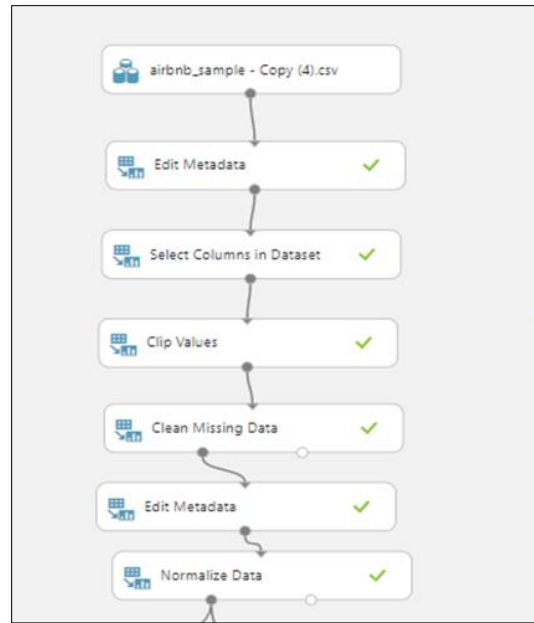 airbnb_sample - Copy (4).csv
Edit Metadata
Select Columns in Dataset
Clip Values
Clean Missing Data
Edit Metadata
Normalize Data